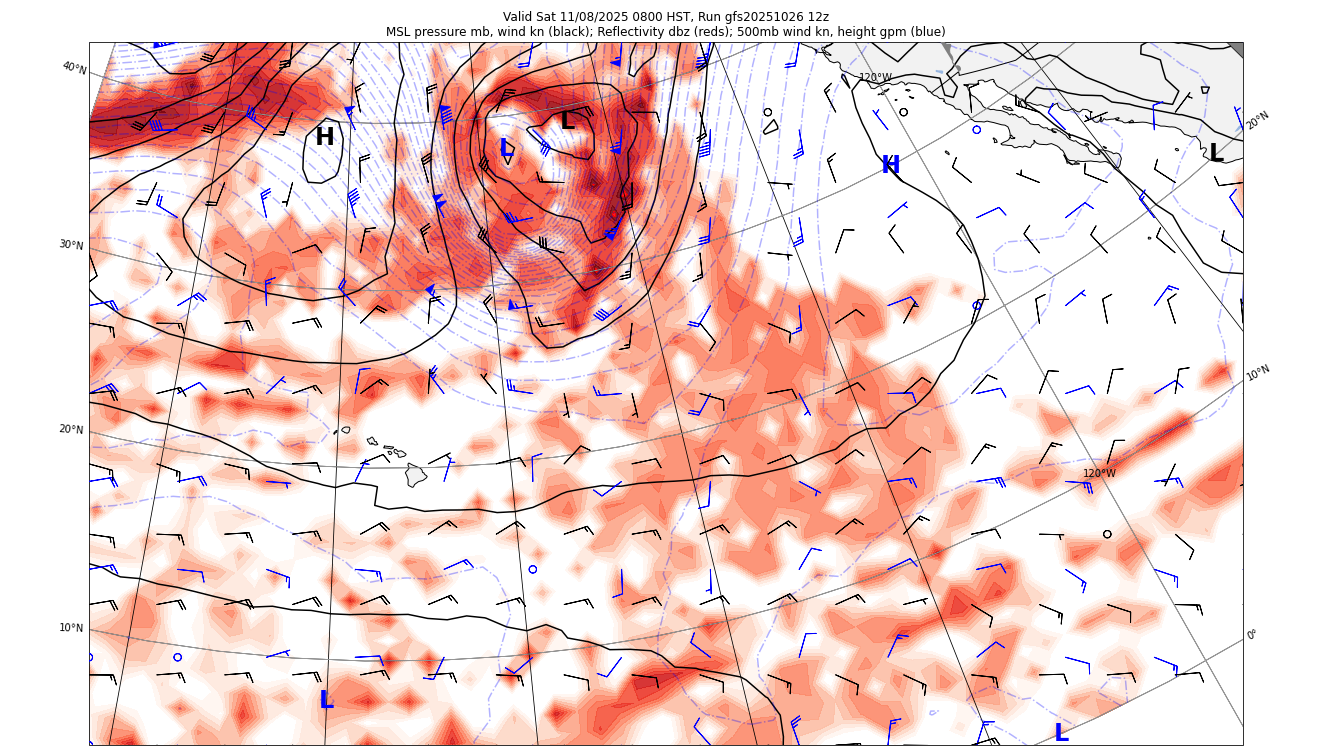 Valid Sat 11/08/2025 0800 HST, Run gfs20251026 12z
MSL pressure mb, wind kn (black); Reflectivity dbz (reds); 500mb wind kn, height gpm (blue)
40°N
120°W
20°N
L
H
L
H
L
30°N
10°N
20°N
120°W
10°N
0°
L
L